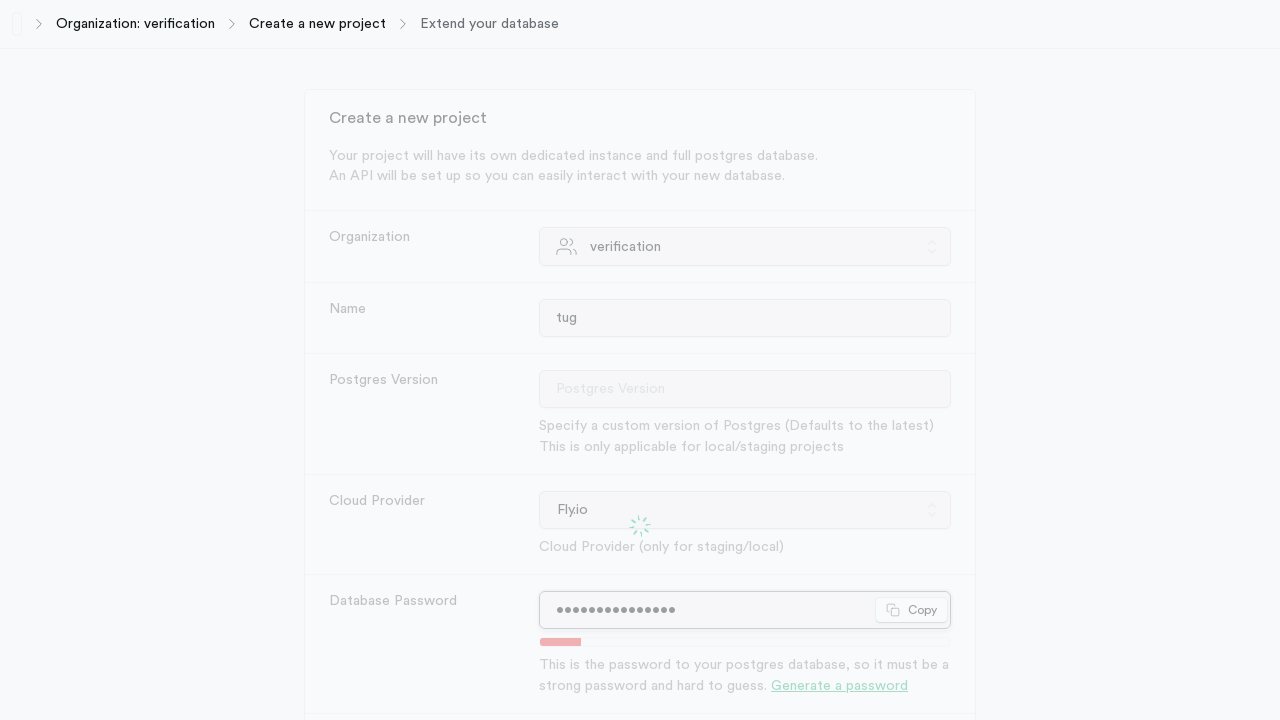 Organization: verification
Create a new project
Extend your database
Create a new project
Your project will have its own dedicated instance and full postgres database.
An API will be set up so you can easily interact with your new database.
Organization
verification
Name
tug
Postgres Version
Postgres Version
Specify a custom version of Postgres (Defaults to the latest)
This is only applicable for local/staging projects
Cloud Provider
Fly.io
Cloud Provider (only for staging/local)
Database Password
•••••••••••••••
Copy
This is the password to your postgres database, so it must be a
strong password and hard to guess. Generate a password